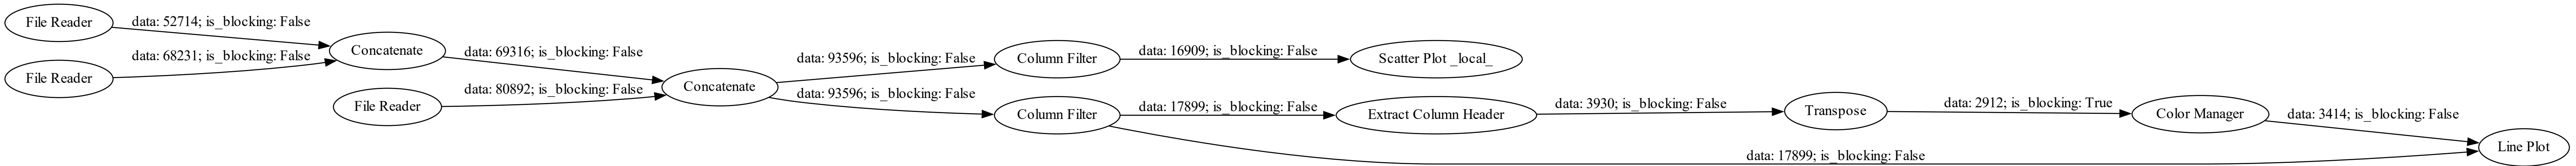 File Reader
data: 52714; is_blocking: False
File Reader
data: 68231; is_blocking: False
Concatenate
data: 69316; is_blocking: False
File Reader
data: 80892; is_blocking: False
Concatenate
data: 93596; is_blocking: False
data: 93596; is_blocking: False
Column Filter
data: 16909; is_blocking: False
Scatter Plot _local_
Column Filter
data: 17899; is_blocking: False
Extract Column Header
data: 3930; is_blocking: False
Transpose
data: 2912; is_blocking: True
Color Manager
data: 3414; is_blocking: False
data: 17899; is_blocking: False
Line Plot